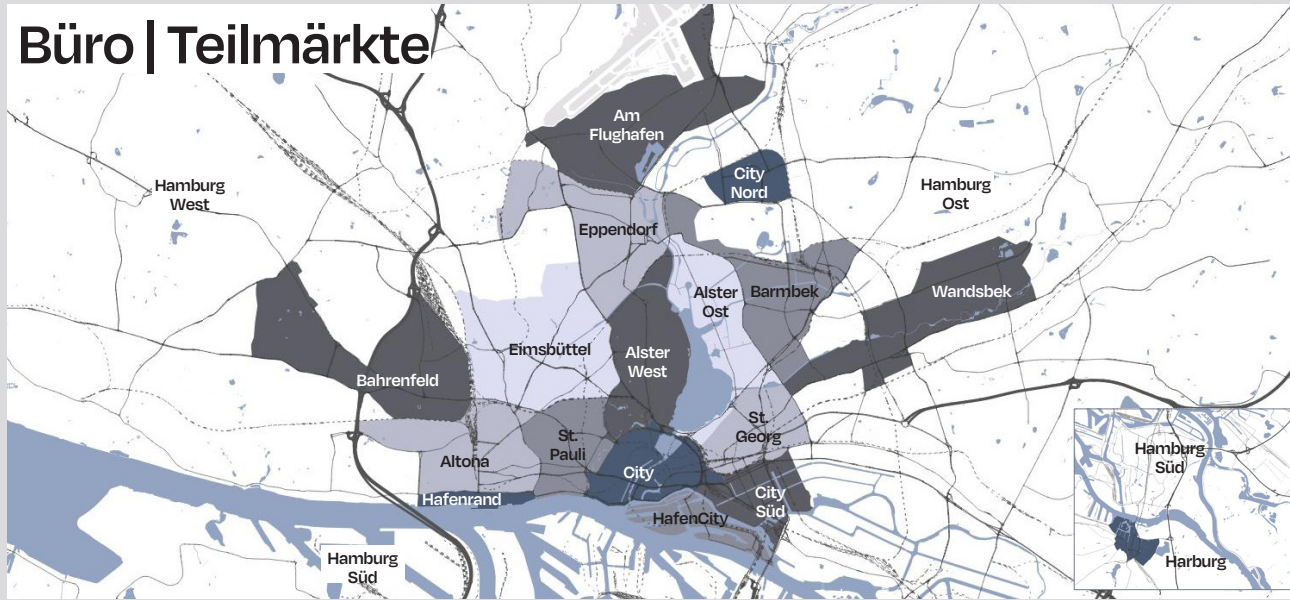 Büro | Teilmärkte
Am
Flughafen
City
Nord
Hamburg
West
Hamburg
Ost
Eppendorf
Alster
Ost
Barmbek
Wandsbek
Eimsbüttel
Alster
West
Bahrenfeld
St.
Georg
St.
Pauli
Altona
City
Hafenrand
City
Süd
HafenCity
Hamburg
Süd
Hamburg
Süd
Harburg